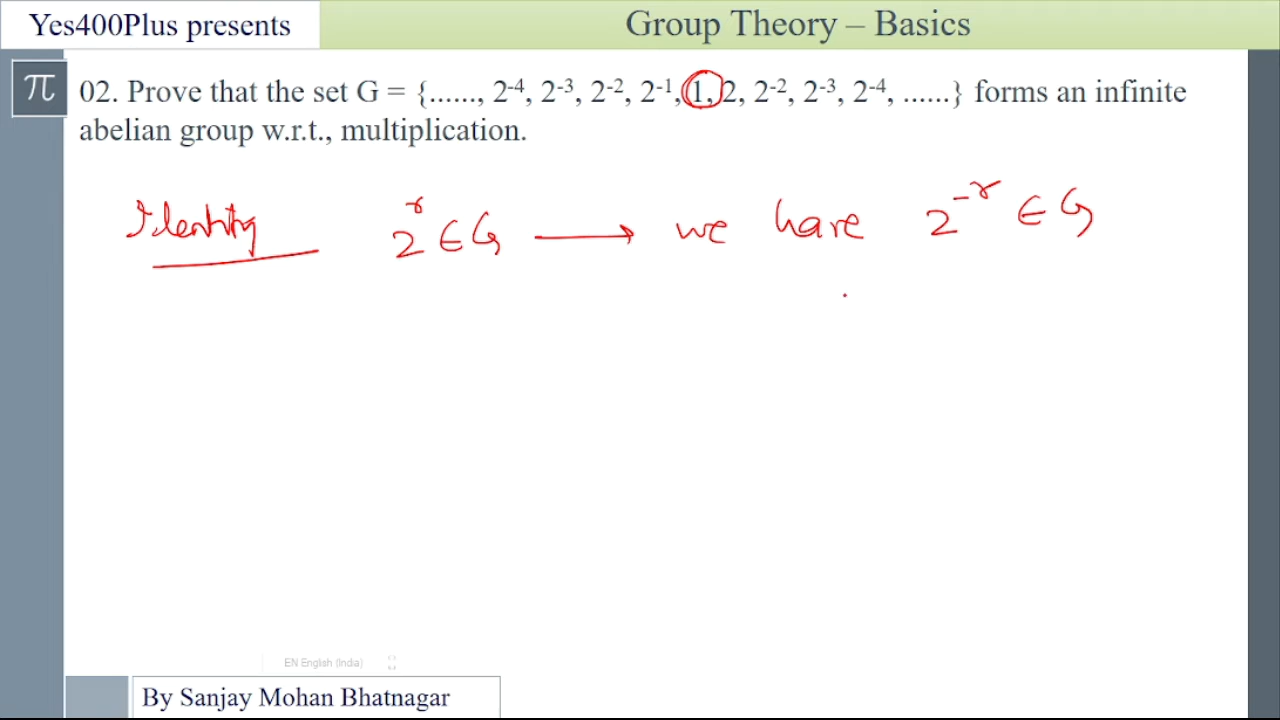 Yes400Plus presents
Group Theory – Basics
π
02. Prove that the set G = {......, 2⁻⁴, 2⁻³, 2⁻², 2⁻¹, 1, 2, 2⁻², 2⁻³, 2⁻⁴, ......} forms an infinite
abelian group w.r.t., multiplication.
Identity 2ʳ ∈ G → we have 2⁻ʳ ∈ G
EN English (India)
By Sanjay Mohan Bhatnagar